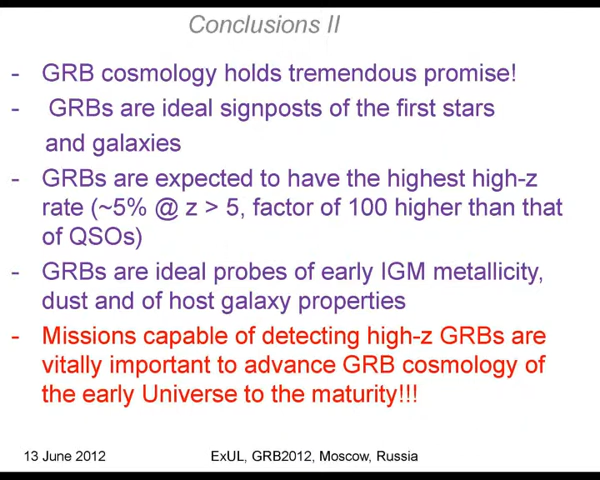 Conclusions II
- GRB cosmology holds tremendous promise!
- GRBs are ideal signposts of the first stars
and galaxies
- GRBs are expected to have the highest high-z
rate (~5% @ z > 5, factor of 100 higher than that
of QSOs)
- GRBs are ideal probes of early IGM metallicity,
dust and of host galaxy properties
- Missions capable of detecting high-z GRBs are
vitally important to advance GRB cosmology of
the early Universe to the maturity!!!
13 June 2012 ExUL, GRB2012, Moscow, Russia